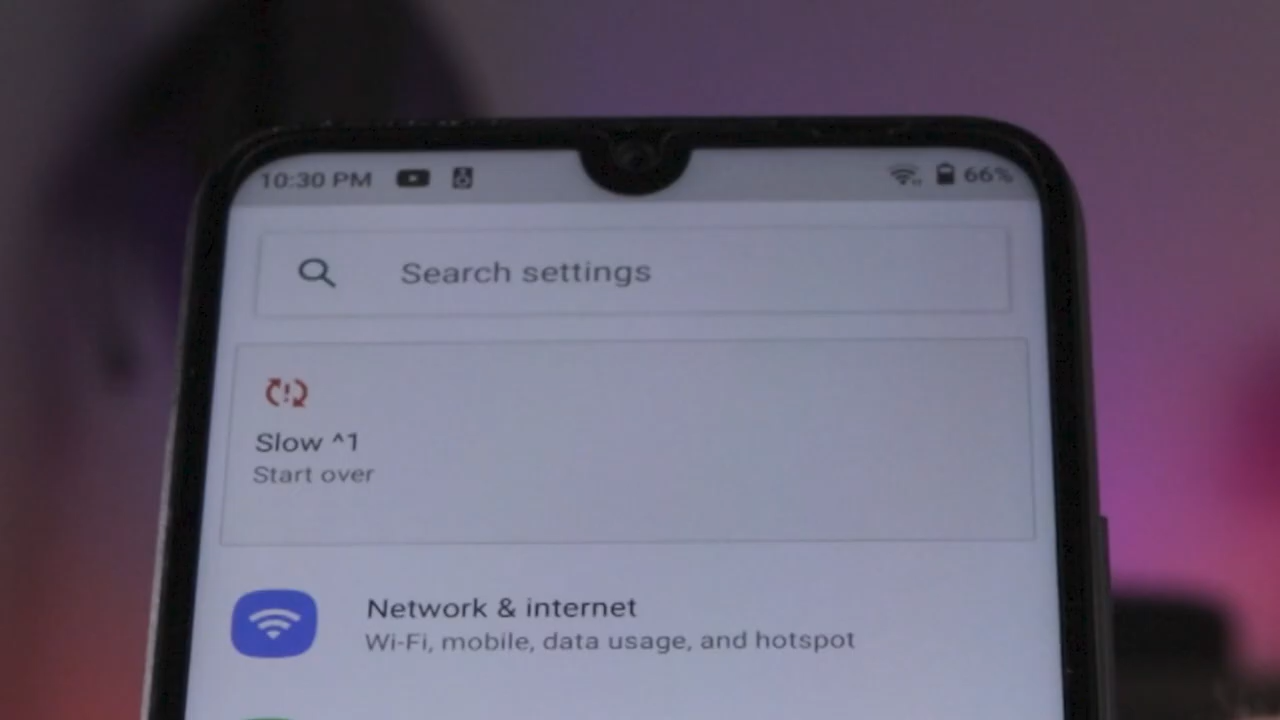 10:30 PM
66%
Search settings
Slow ^1
Start over
Network & internet
Wi-Fi, mobile, data usage, and hotspot